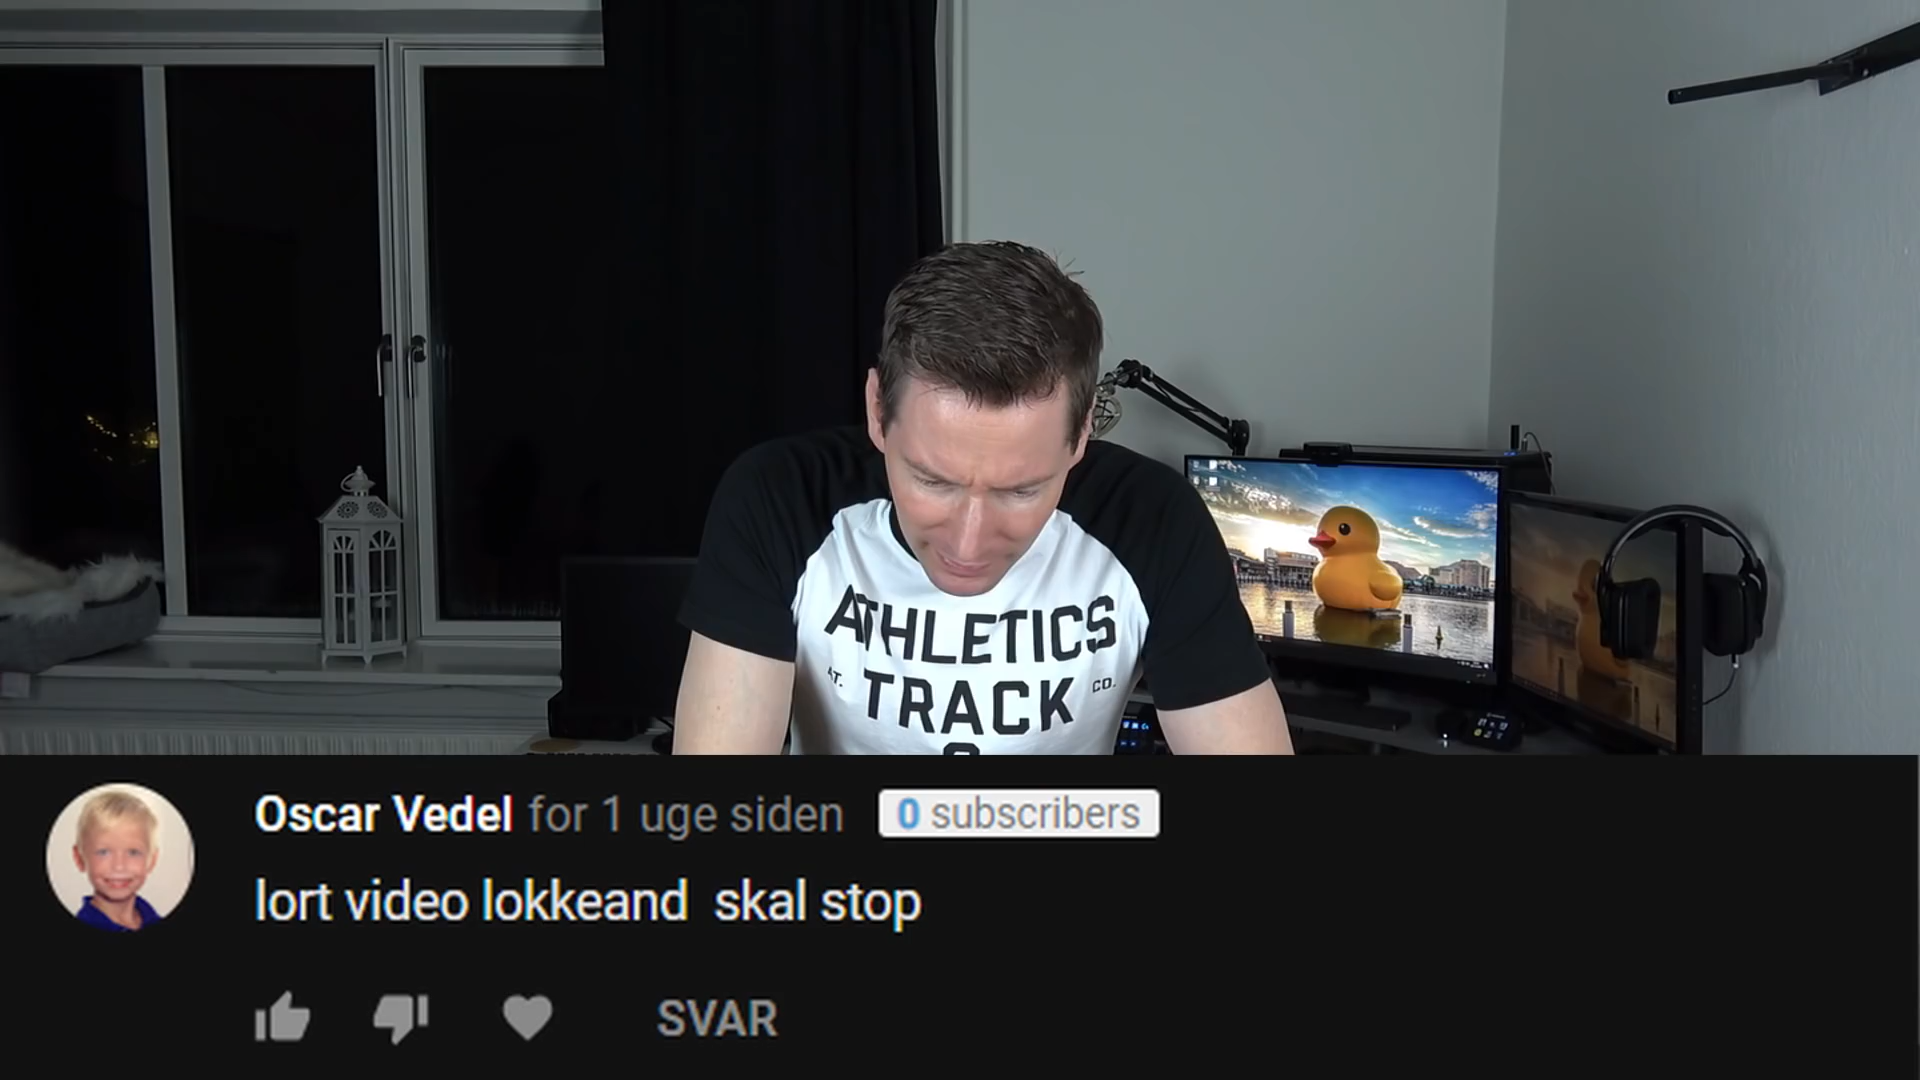 ATHLETICS
AT. TRACK CO.
Oscar Vedel for 1 uge siden 0 subscribers
lort video lokkeand  skal stop
SVAR